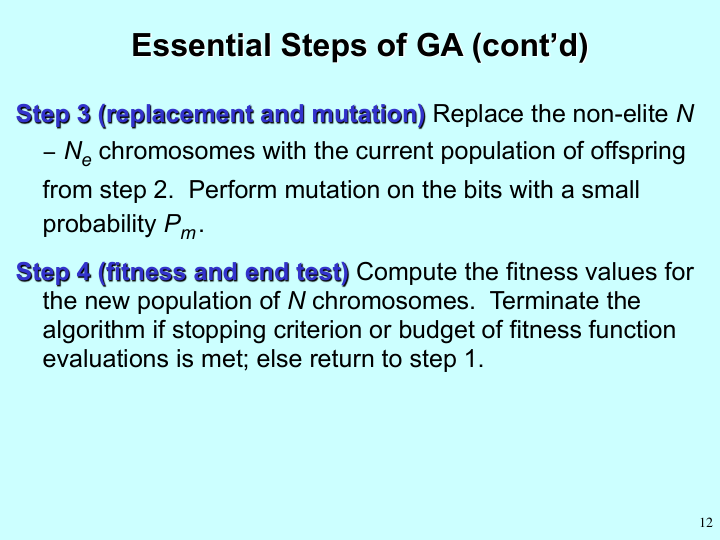 Essential Steps of GA (cont’d)
Step 3 (replacement and mutation) Replace the non-elite N
− Ne chromosomes with the current population of offspring
from step 2.  Perform mutation on the bits with a small
probability Pm.
Step 4 (fitness and end test) Compute the fitness values for
the new population of N chromosomes.  Terminate the
algorithm if stopping criterion or budget of fitness function
evaluations is met; else return to step 1.
12